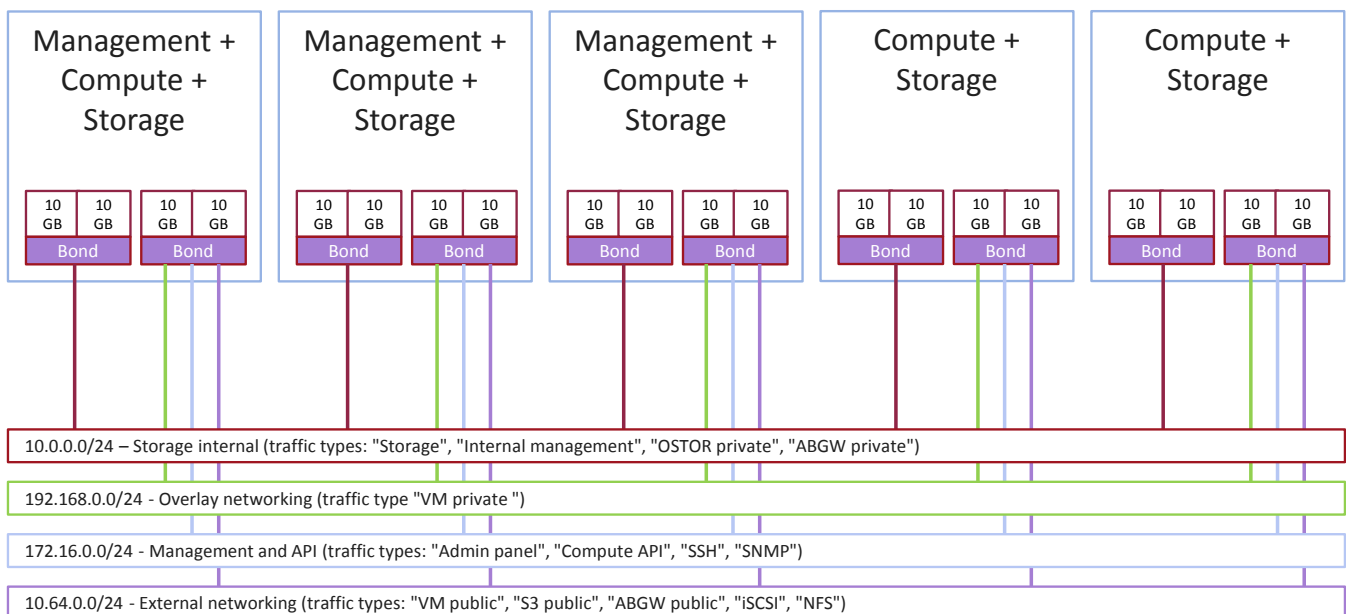 Management +
Compute +
Storage
Management +
Compute +
Storage
Management +
Compute +
Storage
Compute +
Storage
Compute +
Storage
10 GB
10 GB
10 GB
10 GB
Bond
Bond
10 GB
10 GB
10 GB
10 GB
Bond
Bond
10 GB
10 GB
10 GB
10 GB
Bond
Bond
10 GB
10 GB
10 GB
10 GB
Bond
Bond
10 GB
10 GB
10 GB
10 GB
Bond
Bond
10.0.0.0/24 – Storage internal (traffic types: "Storage", "Internal management", "OSTOR private", "ABGW private")
192.168.0.0/24 - Overlay networking (traffic type "VM private ")
172.16.0.0/24 - Management and API (traffic types: "Admin panel", "Compute API", "SSH", "SNMP")
10.64.0.0/24 - External networking (traffic types: "VM public", "S3 public", "ABGW public", "iSCSI", "NFS")